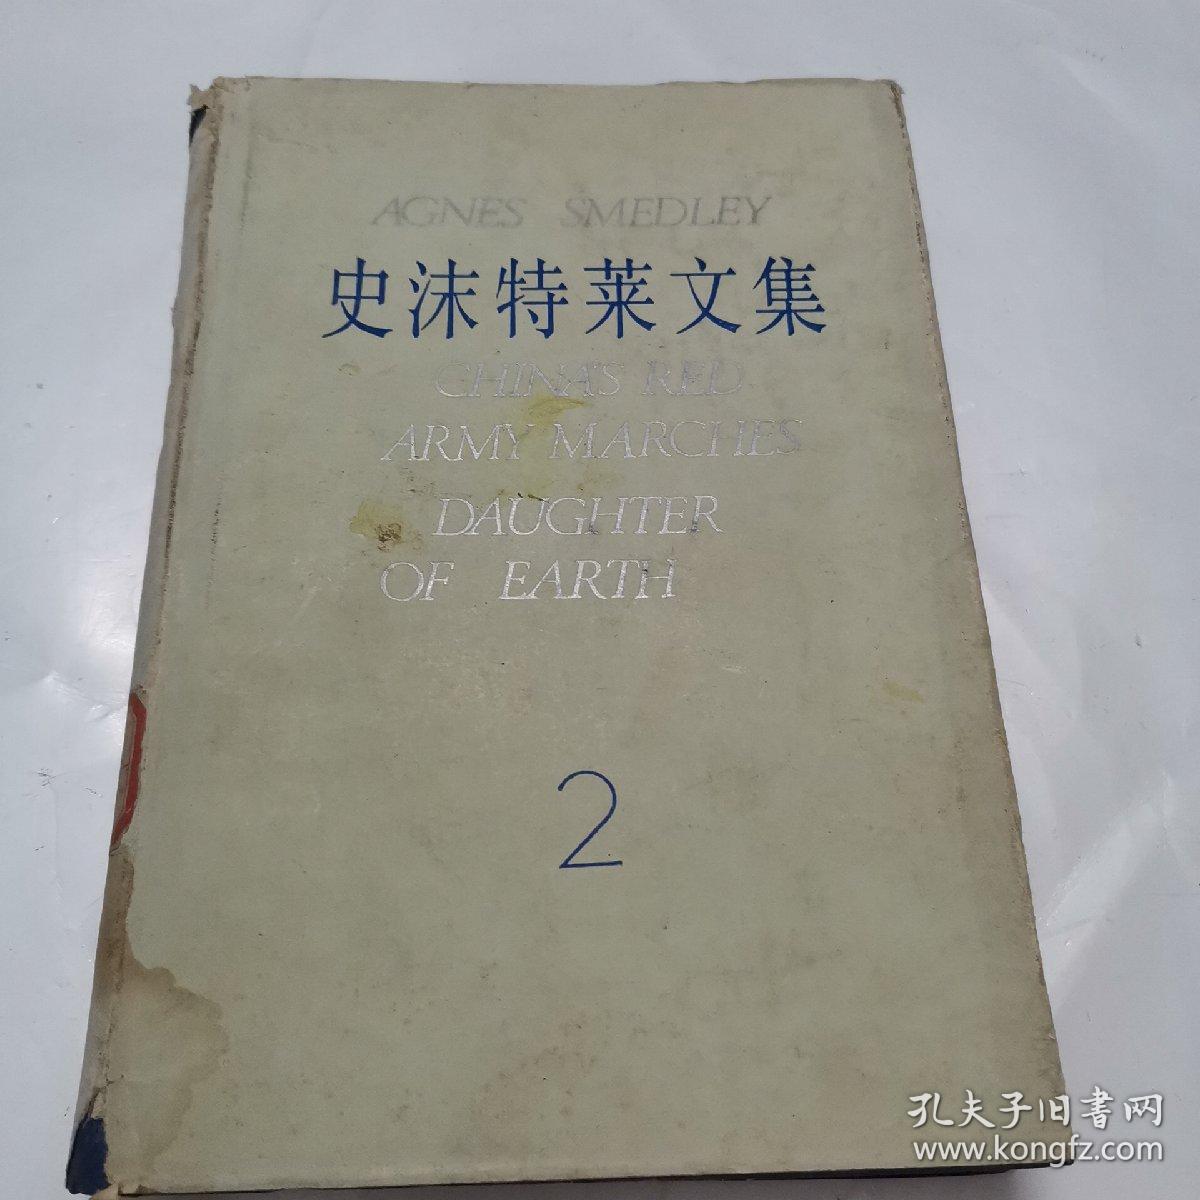 AGNES SMEDLEY
史沫特莱文集
CHINA'S RED
ARMY MARCHES
DAUGHTER
OF EARTH
2
孔夫子旧书网
www.kongfz.com